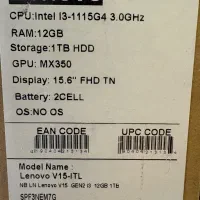 CPU:Intel I3-1115G4 3.0GHz
RAM:12GB
Storage:1TB HDD
GPU: MX350
Display: 15.6" FHD TN
Battery: 2CELL
OS:NO OS
EAN CODE
UPC CODE
Model Name :
Lenovo V15-ITL
NB LN Lenovo V15 GEN2 I3 12GB 1TB
SPF3NEM7G